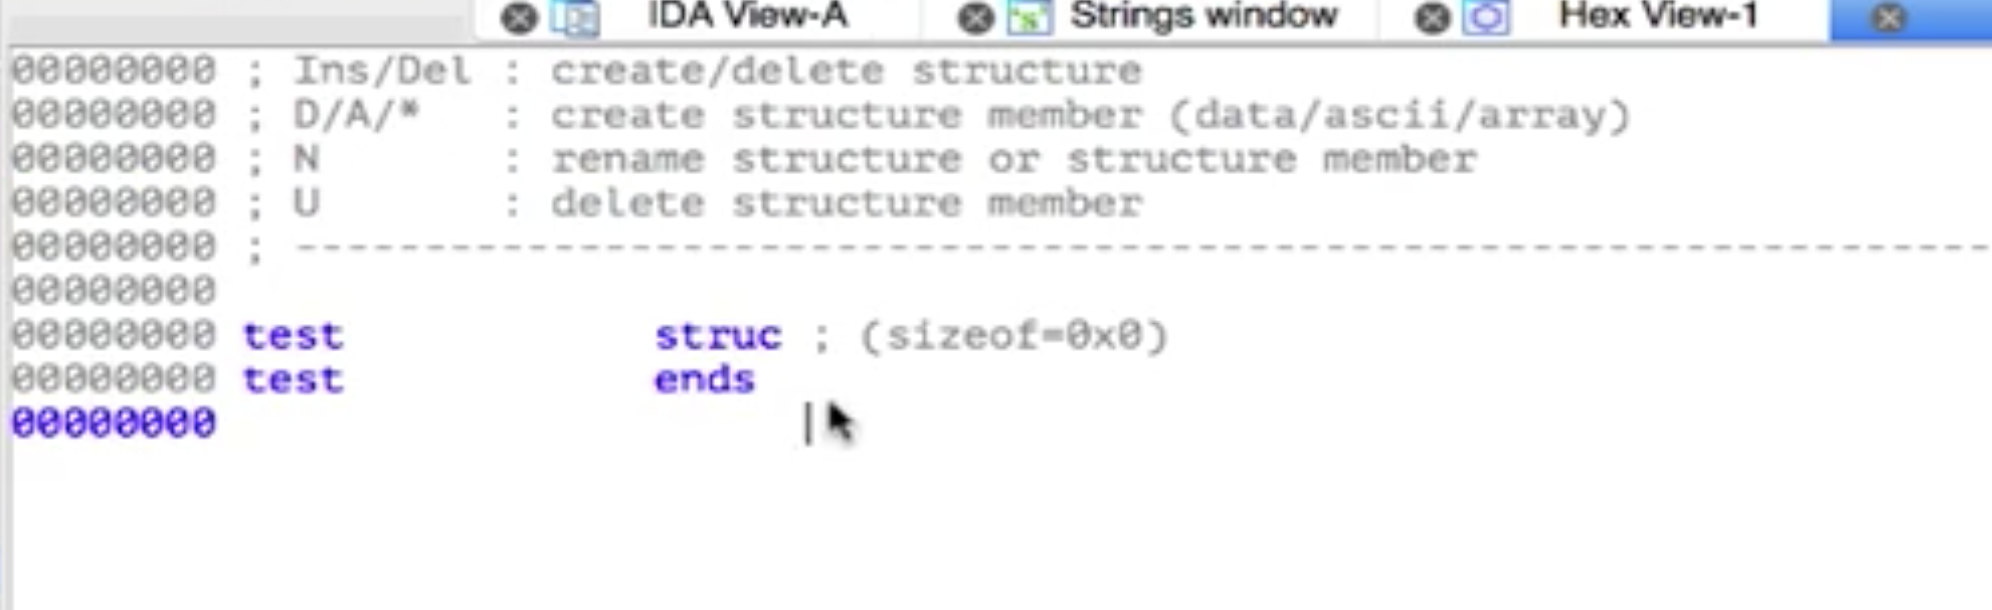 IDA View-A Strings window Hex View-1
00000000 ; Ins/Del : create/delete structure
00000000 ; D/A/*   : create structure member (data/ascii/array)
00000000 ; N       : rename structure or structure member
00000000 ; U       : delete structure member
00000000 ; ------------------------------------------------------------------
00000000
00000000 test            struc ; (sizeof=0x0)
00000000 test            ends
00000000